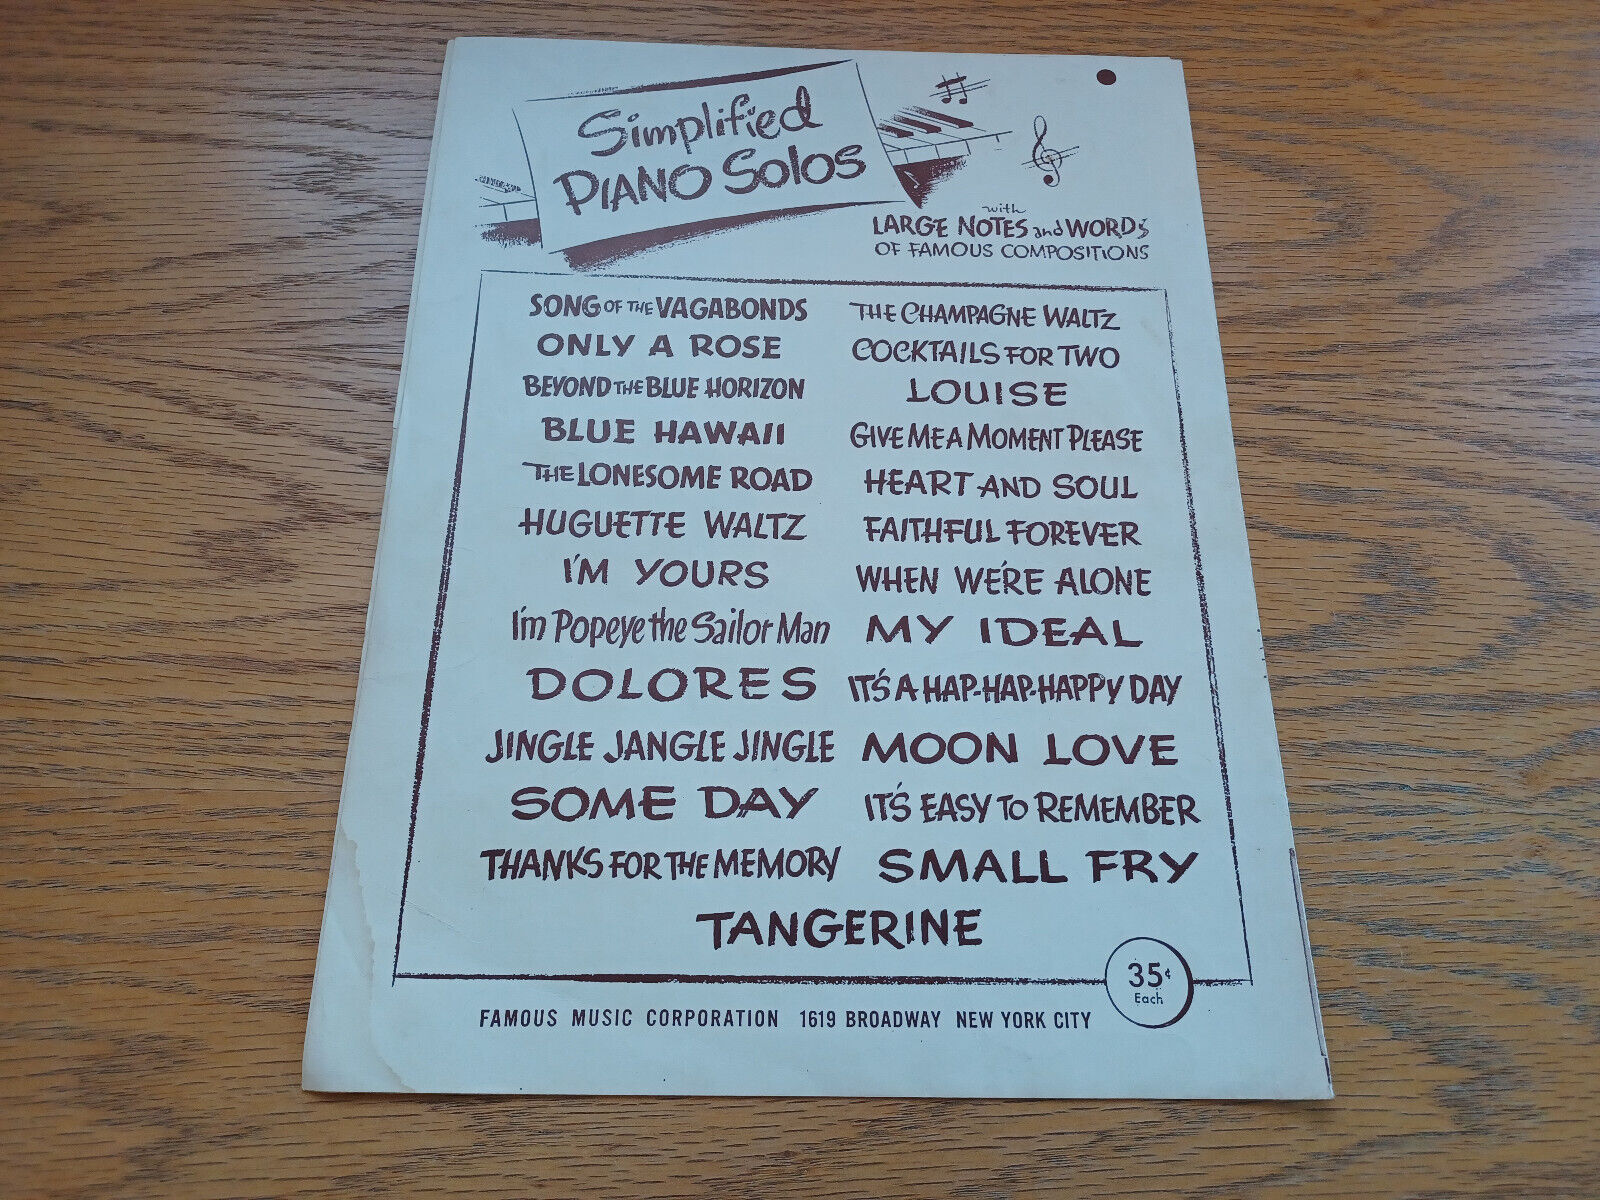 Simplified
PIANO SOLOS
with
LARGE NOTES and WORDS
OF FAMOUS COMPOSITIONS
SONG OF THE VAGABONDS
ONLY A ROSE
BEYOND THE BLUE HORIZON
BLUE HAWAII
THE LONESOME ROAD
HUGUETTE WALTZ
I'M YOURS
I'm Popeye the Sailor Man
DOLORES
JINGLE JANGLE JINGLE
SOME DAY
THANKS FOR THE MEMORY
THE CHAMPAGNE WALTZ
COCKTAILS FOR TWO
LOUISE
GIVE ME A MOMENT PLEASE
HEART AND SOUL
FAITHFUL FOREVER
WHEN WE'RE ALONE
MY IDEAL
IT'S A HAP-HAP-HAPPY DAY
MOON LOVE
IT'S EASY TO REMEMBER
SMALL FRY
TANGERINE
35¢
Each
FAMOUS MUSIC CORPORATION 1619 BROADWAY NEW YORK CITY